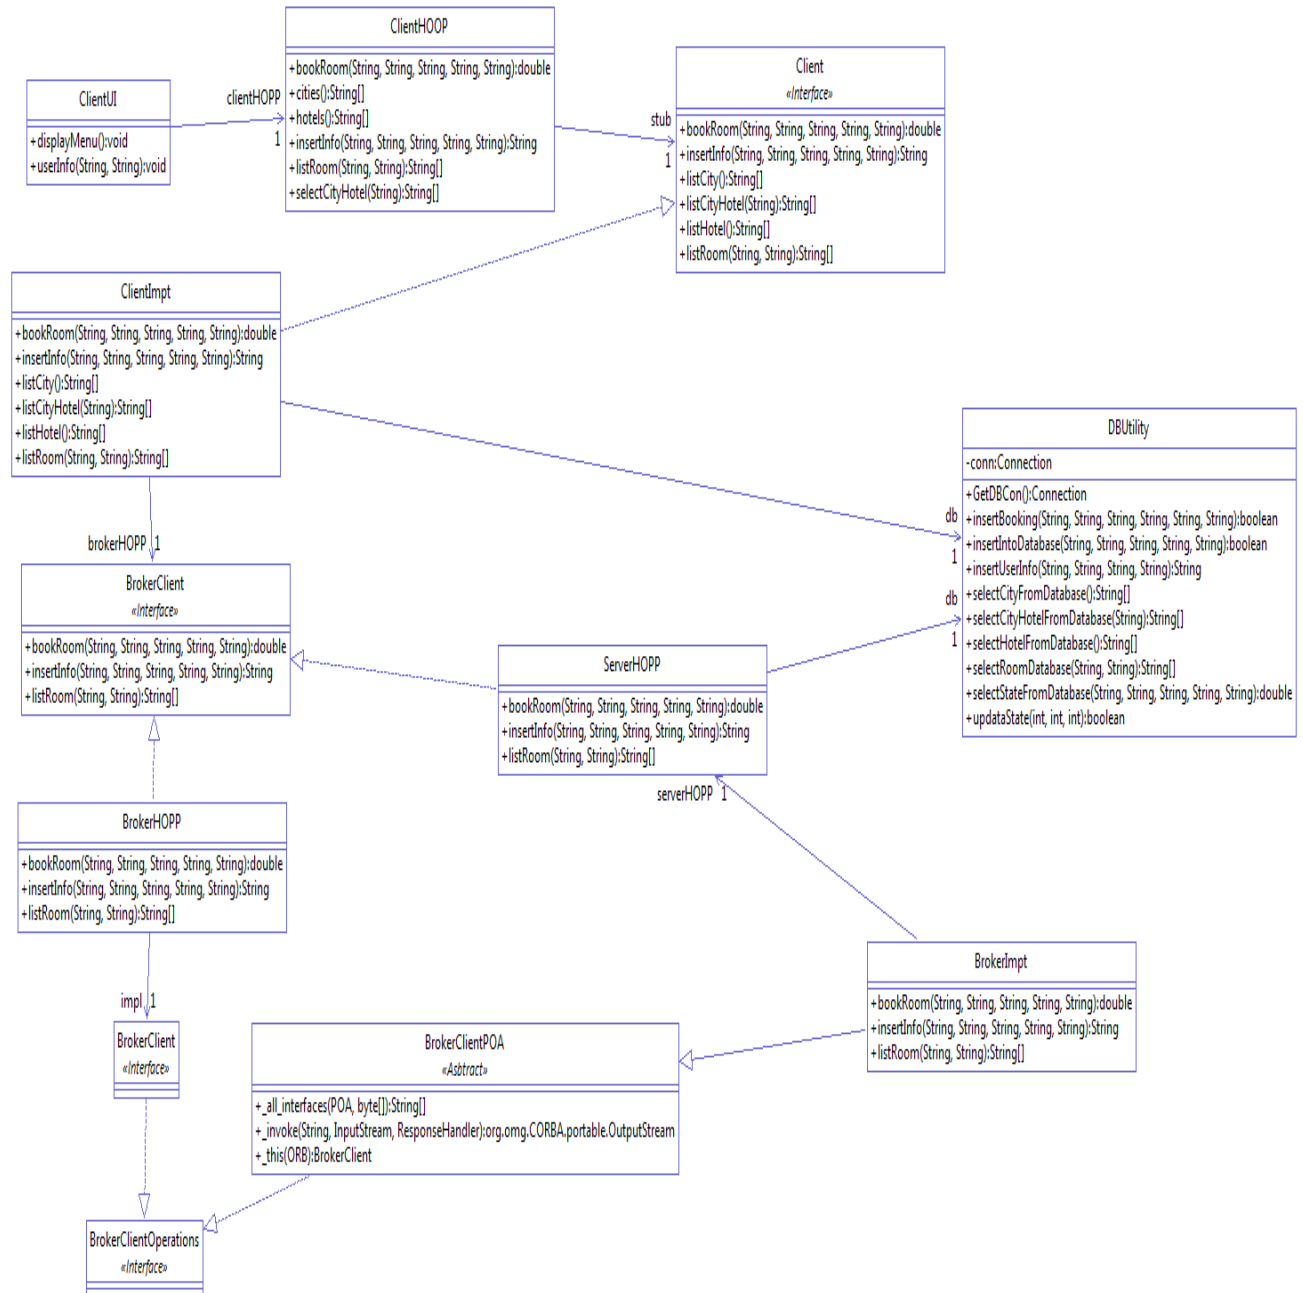 ClientHOOP
+bookRoom(String, String, String, String, String):double
+cities():String[]
+hotels():String[]
+insertInfo(String, String, String, String, String):String
+listRoom(String, String):String[]
+selectCityHotel(String):String[]
ClientUI
+displayMenu():void
+userInfo(String, String):void
clientHOPP
1
Client
«Interface»
+bookRoom(String, String, String, String, String):double
+insertInfo(String, String, String, String, String):String
+listCity():String[]
+listCityHotel(String):String[]
+listHotel():String[]
+listRoom(String, String):String[]
stub
1
ClientImpt
+bookRoom(String, String, String, String, String):double
+insertInfo(String, String, String, String, String):String
+listCity():String[]
+listCityHotel(String):String[]
+listHotel():String[]
+listRoom(String, String):String[]
DBUtility
-conn:Connection
+GetDBCon():Connection
+insertBooking(String, String, String, String, String, String):boolean
+insertIntoDatabase(String, String, String, String, String):boolean
+insertUserInfo(String, String, String, String):String
+selectCityFromDatabase():String[]
+selectCityHotelFromDatabase(String):String[]
+selectHotelFromDatabase():String[]
+selectRoomDatabase(String, String):String[]
+selectStateFromDatabase(String, String, String, String, String):double
+updataState(int, int, int):boolean
db
1
db
1
brokerHOPP 1
BrokerClient
«Interface»
+bookRoom(String, String, String, String, String):double
+insertInfo(String, String, String, String, String):String
+listRoom(String, String):String[]
ServerHOPP
+bookRoom(String, String, String, String, String):double
+insertInfo(String, String, String, String, String):String
+listRoom(String, String):String[]
serverHOPP 1
BrokerHOPP
+bookRoom(String, String, String, String, String):double
+insertInfo(String, String, String, String, String):String
+listRoom(String, String):String[]
BrokerImpt
+bookRoom(String, String, String, String, String):double
+insertInfo(String, String, String, String, String):String
+listRoom(String, String):String[]
impl 1
BrokerClient
«Interface»
BrokerClientPOA
«Asbtract»
+_all_interfaces(POA, byte[]):String[]
+_invoke(String, InputStream, ResponseHandler):org.omg.CORBA.portable.OutputStream
+_this(ORB):BrokerClient
BrokerClientOperations
«Interface»